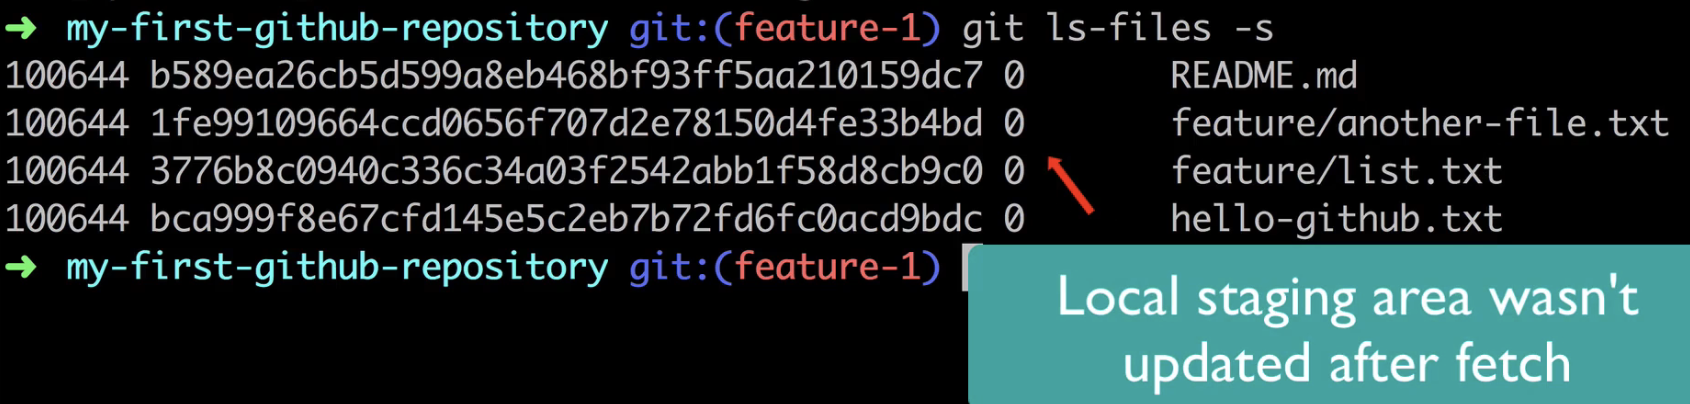 ➜ my-first-github-repository git:(feature-1) git ls-files -s
100644 b589ea26cb5d599a8eb468bf93ff5aa210159dc7 0 README.md
100644 1fe99109664ccd0656f707d2e78150d4fe33b4bd 0 feature/another-file.txt
100644 3776b8c0940c336c34a03f2542abb1f58d8cb9c0 0 feature/list.txt
100644 bca999f8e67cfd145e5c2eb7b72fd6fc0acd9bdc 0 hello-github.txt
➜ my-first-github-repository git:(feature-1)
Local staging area wasn't
updated after fetch